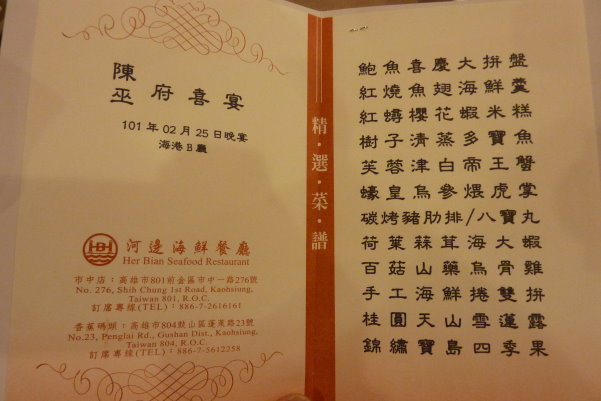 陳
巫 府喜宴
101 年 02 月 25 日晚宴
海港 B 廳
河邊海鮮餐廳
Her Bian Seafood Restaurant
市中店：高雄市801前金區市中一路276號
No. 276, Shih Chung 1st Road, Kaohsiung,
Taiwan 801, R.O.C.
訂席專線(TEL)：886-7-2616161
香蕉碼頭：高雄市804鼓山區蓬萊路23號
No.23, Penglai Rd., Gushan Dist., Kaohsiung,
Taiwan 804, R.O.C.
訂席專線(TEL)：886-7-5612258
精・選・菜・譜
鮑魚喜慶大拼盤
紅燒魚翅海鮮羹
紅蟳櫻花蝦米糕
樹子清蒸多寶魚
芙蓉津白帝王蟹
蠔皇烏參煨虎掌
碳烤豬肋排/八寶丸
荷葉蒜茸海大蝦
百菇山藥烏骨雞
手工海鮮捲雙拼
桂圓天山雪蓮露
錦繡寶島四季果